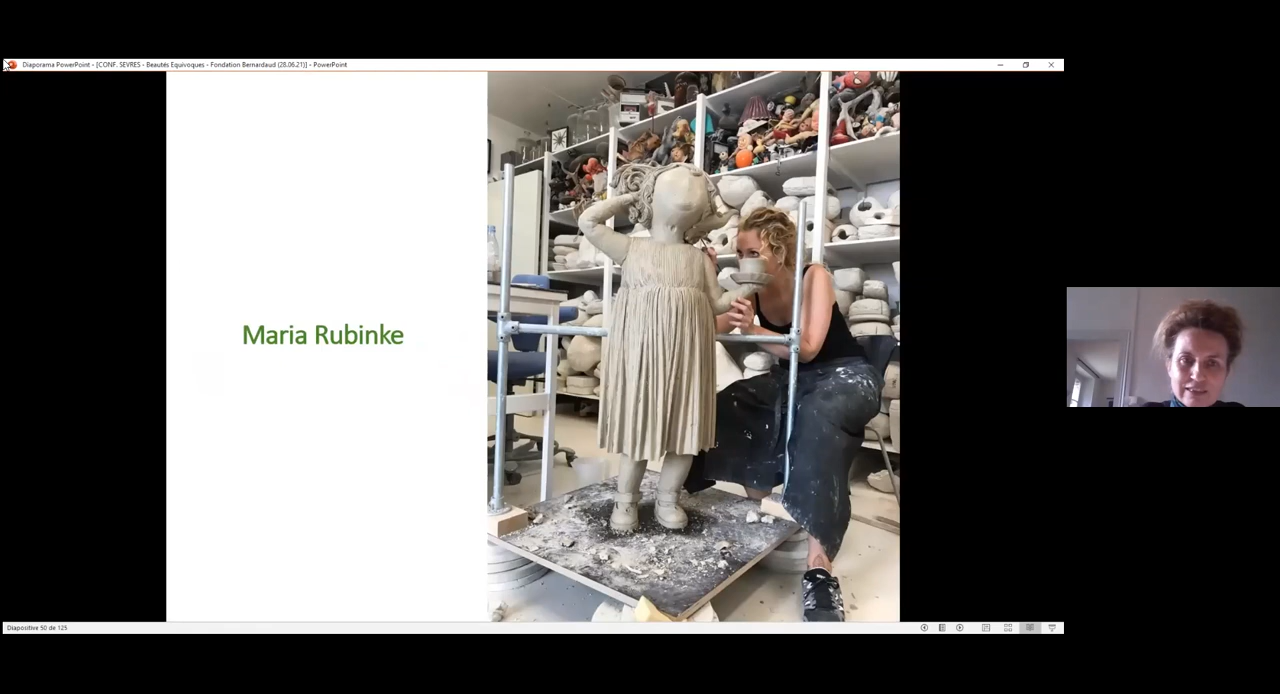 Diaporama PowerPoint - [CONF. SEVRES - Beautés Equivoques - Fondation Bernardaud (28.06.21)] - PowerPoint
Maria Rubinke
Diapositive 50 de 125